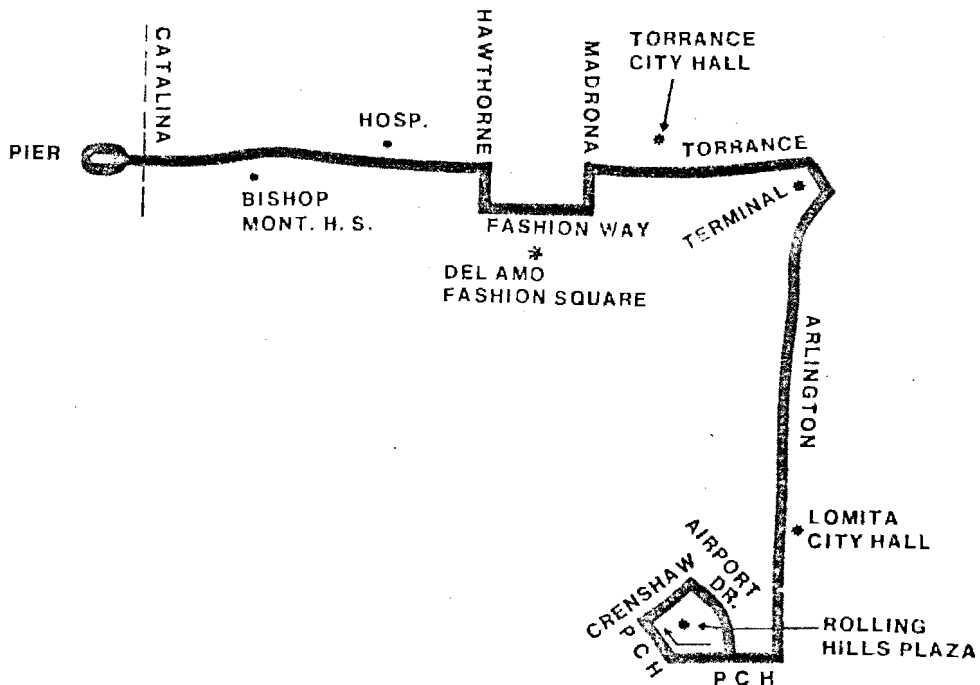 CATALINA
HAWTHORNE
MADRONA
TORRANCE
CITY HALL
HOSP.
PIER
TORRANCE
BISHOP
MONT. H. S.
FASHION WAY
TERMINAL
DEL AMO
FASHION SQUARE
ARLINGTON
LOMITA
CITY HALL
AIRPORT
DR.
CRENSHAW
PCH
ROLLING
HILLS PLAZA
PCH